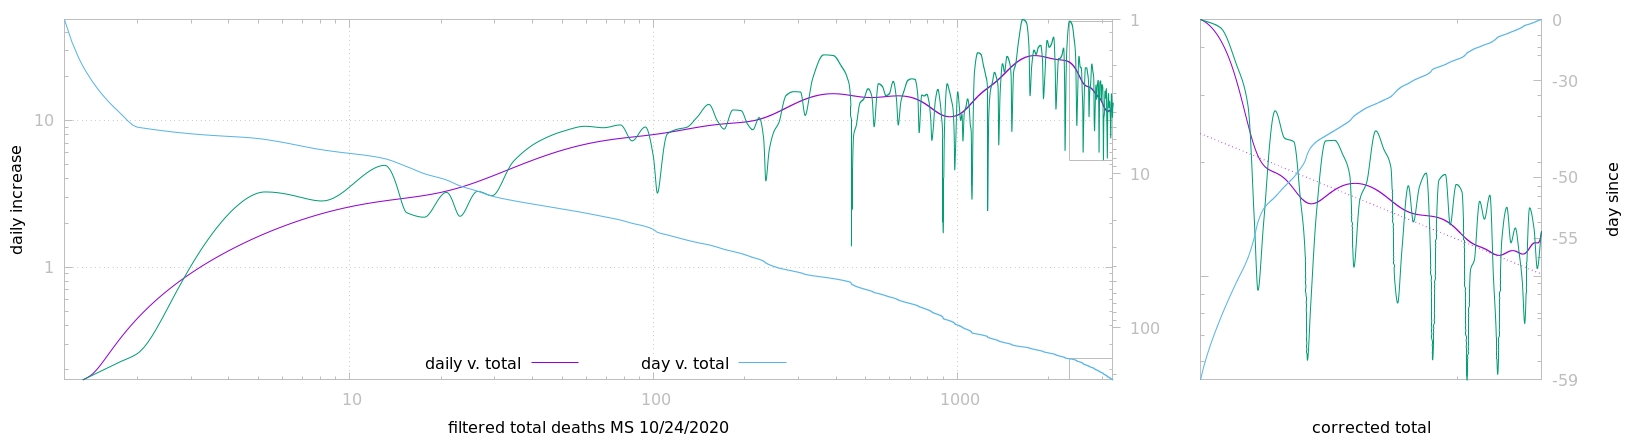 1
0
10
-30
daily increase
10
-50
day since
-55
1
100
daily v. total
day v. total
-59
10
100
1000
filtered total deaths MS 10/24/2020
corrected total